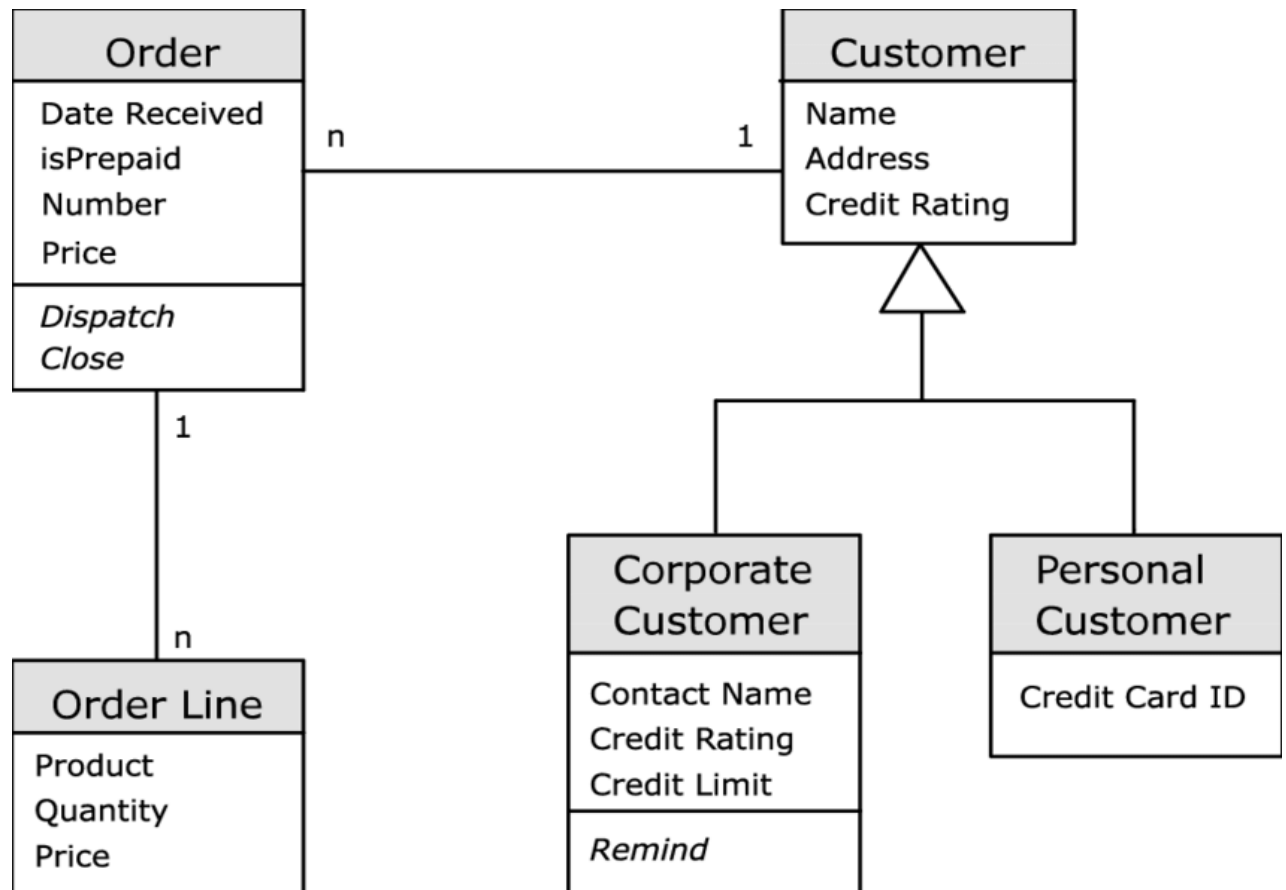 Order
Date Received
isPrepaid
Number
Price
Dispatch
Close
n
1
Customer
Name
Address
Credit Rating
1
n
Order Line
Product
Quantity
Price
Corporate
Customer
Contact Name
Credit Rating
Credit Limit
Remind
Personal
Customer
Credit Card ID